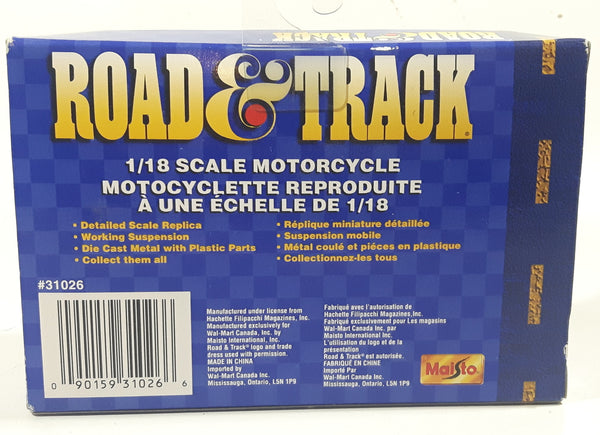 ROAD & TRACK
ROAD & TRACK®
1/18 SCALE MOTORCYCLE
MOTOCYCLETTE REPRODUITE
À UNE ÉCHELLE DE 1/18
• Detailed Scale Replica
• Working Suspension
• Die Cast Metal with Plastic Parts
• Collect them all
• Réplique miniature détaillée
• Suspension mobile
• Métal coulé et piéces en plastique
• Collectionnez-les tous
#31026
0 90159 31026 6
Manufactured under license from
Hachette Filipacchi Magazines, Inc.
Manufactured exclusively for
Wal-Mart Canada Inc. by
Maisto International Inc.
Road & Track® logo and trade
dress used with permission.
MADE IN CHINA
Imported by
Wal-Mart Canada Inc.
Mississauga, Ontario, L5N 1P9
Fabriqué avec l'autorisation de
Hachette Filipacchi Magazines, Inc.
Fabriqué exclusivement pour Les magasins
Wal-Mart Canada Inc. par
Maisto International Inc.
L'utilisation du logo et de la
présentation
Road & Track® est autorisée.
FABRIQUÉ EN CHINE
Importé Par
Wal-Mart Canada Inc.
Mississauga, Ontario, L5N 1P9
Maisto